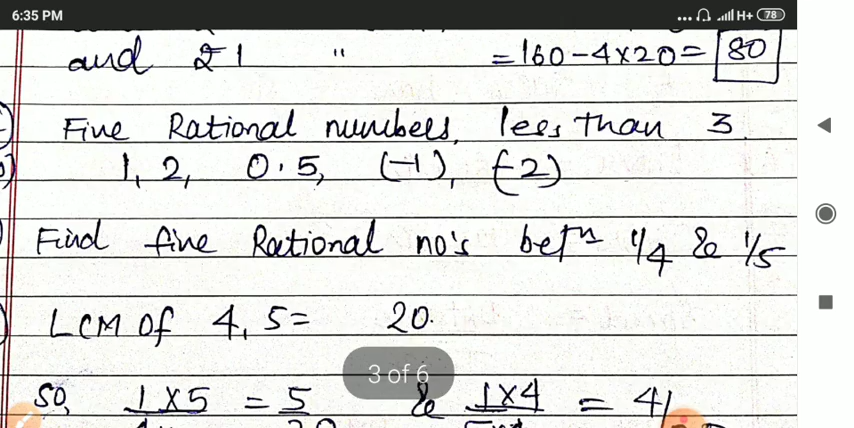 6:35 PM ... H+ 78
and ₹1 " =160-4×20= 80
Five Rational numbers, less than 3
1, 2, 0.5, (-1), (-2)
Find five Rational no's betn 1/4 & 1/5
LCM of 4, 5= 20.
3 of 6
So, 1×5 = 5 & 1×4 = 4/